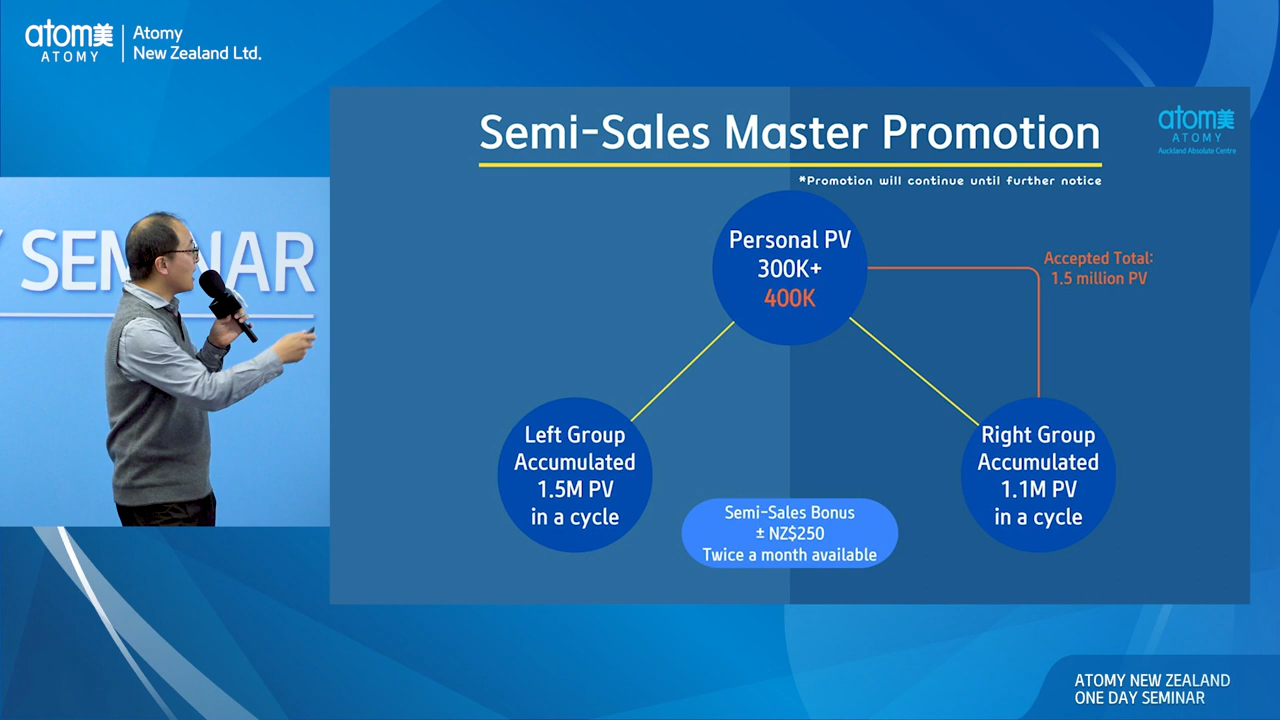 atom美
ATOMY
Atomy
New Zealand Ltd.
SEMINAR
Semi-Sales Master Promotion
*Promotion will continue until further notice
atom美
ATOMY
Auckland Absolute Centre
Personal PV
300K+
400K
Accepted Total:
1.5 million PV
Left Group
Accumulated
1.5M PV
in a cycle
Right Group
Accumulated
1.1M PV
in a cycle
Semi-Sales Bonus
± NZ$250
Twice a month available
ATOMY NEW ZEALAND
ONE DAY SEMINAR